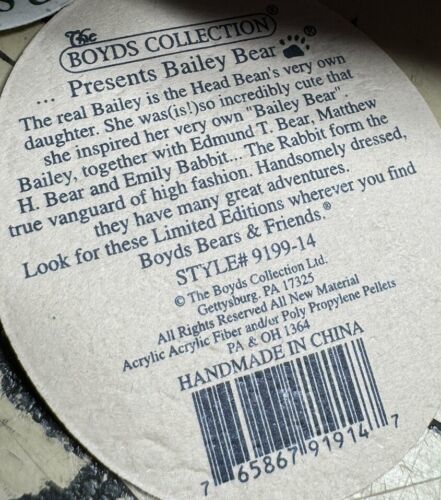 The
BOYDS COLLECTION®
... Presents Bailey Bear ®
The real Bailey is the Head Bean's very own
daughter. She was(is!)so incredibly cute that
she inspired her very own "Bailey Bear".
Bailey, together with Edmund T. Bear, Matthew
H. Bear and Emily Babbit... The Rabbit form the
true vanguard of high fashion. Handsomely dressed,
they have many great adventures.
Look for these Limited Editions wherever you find
Boyds Bears & Friends.®
STYLE# 9199-14
© The Boyds Collection Ltd.
Gettysburg, PA 17325
All Rights Reserved All New Material
Acrylic Acrylic Fiber and/or Poly Propylene Pellets
PA & OH 1364
HANDMADE IN CHINA
7 65867 91914 7